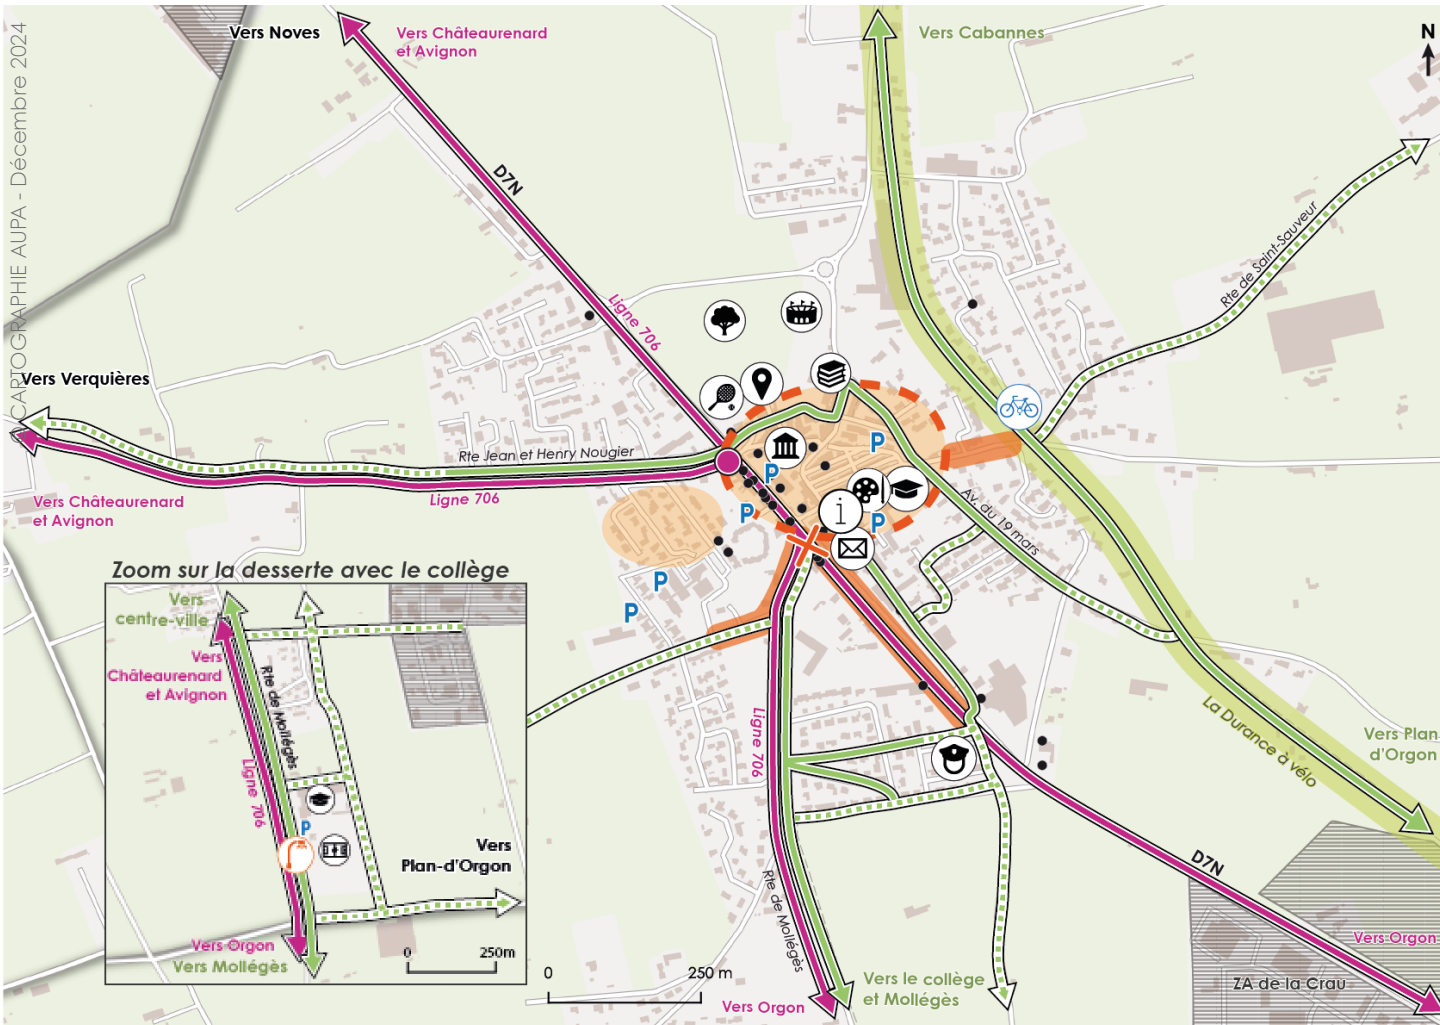 CARTOGRAPHIE AUPA - Décembre 2024
Vers Noves
Vers Châteaurenard
et Avignon
Vers Cabannes
N
D7N
Rte de Saint-Sauveur
Ligne 706
Vers Verquières
Rte Jean et Henry Nougier
P
P
P
P
i
Vers Châteaurenard
et Avignon
Ligne 706
Av. du 19 mars
P
P
Zoom sur la desserte avec le collège
Vers
centre-ville
Vers
Châteaurenard
et Avignon
Rte de Mollégès
Ligne 706
P
Vers
Plan-d'Orgon
Vers Orgon
Vers Mollégès
0
250m
Ligne 706
La Durance à vélo
Vers Plan
d'Orgon
D7N
Rte de Mollégès
0
250 m
Vers Orgon
Vers le collège
et Mollégès
Vers Orgon
ZA de la Crau